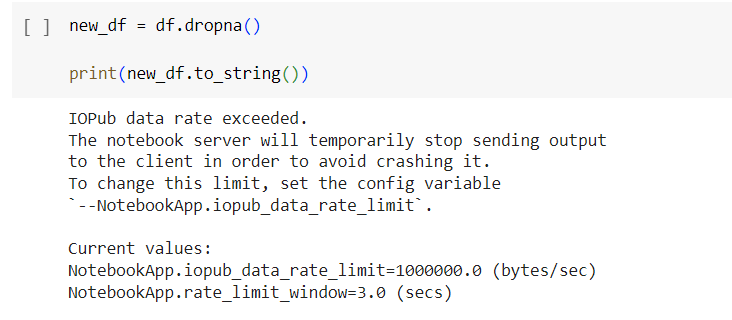 [ ] new_df = df.dropna()
print(new_df.to_string())
IOPub data rate exceeded.
The notebook server will temporarily stop sending output
to the client in order to avoid crashing it.
To change this limit, set the config variable
`--NotebookApp.iopub_data_rate_limit`.
Current values:
NotebookApp.iopub_data_rate_limit=1000000.0 (bytes/sec)
NotebookApp.rate_limit_window=3.0 (secs)